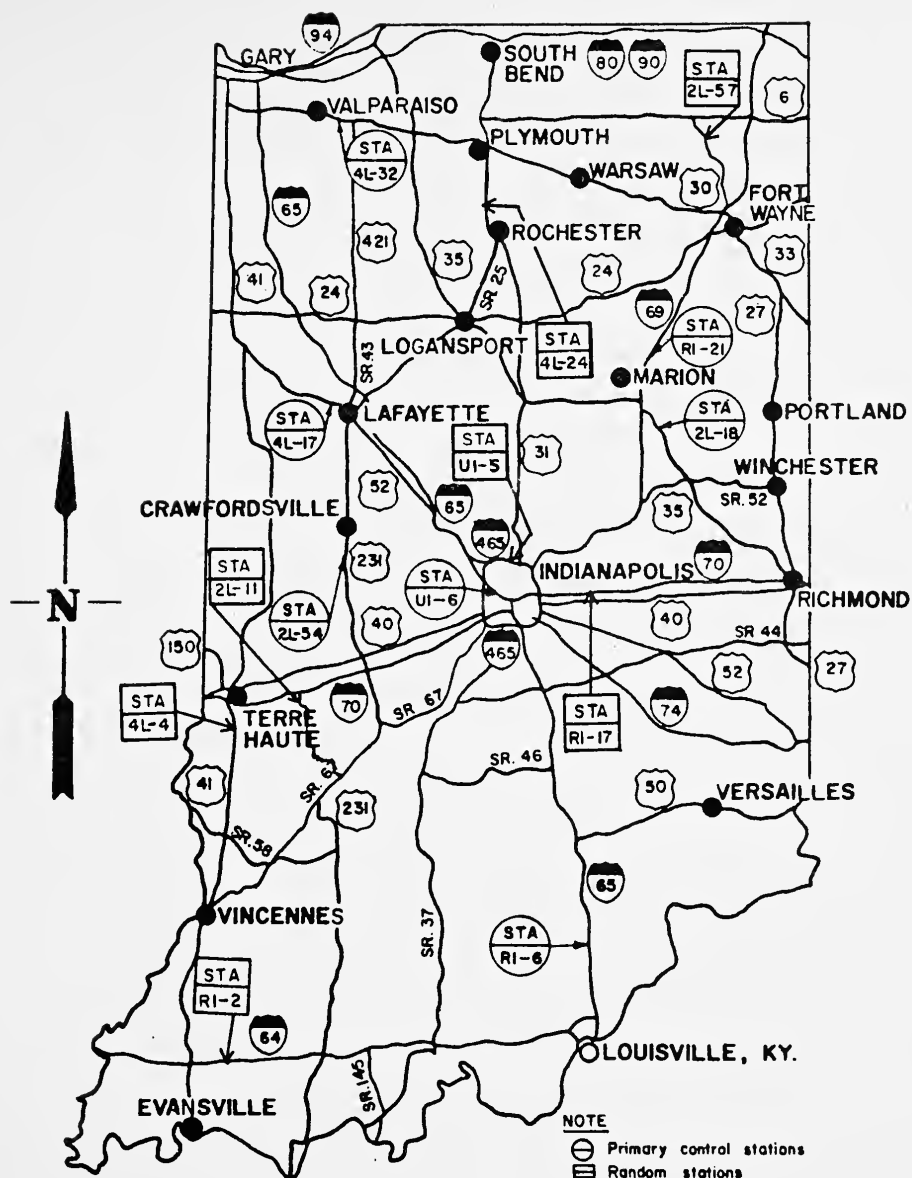 94
GARY
SOUTH
BEND
80
90
STA
2L-57
6
VALPARAISO
STA
4L-32
PLYMOUTH
WARSAW
30
FORT
WAYNE
65
421
ROCHESTER
35
SR. 25
24
33
41
24
69
27
STA
R1-21
LOGANSPORT
STA
4L-24
MARION
SR.43
STA
4L-17
LAFAYETTE
STA
2L-18
PORTLAND
STA
U1-5
31
WINCHESTER
52
65
SR. 52
CRAWFORDSVILLE
35
465
231
70
STA
2L-11
STA
U1-6
INDIANAPOLIS
RICHMOND
STA
2L-54
40
40
N
150
465
SR 44
52
27
STA
4L-4
TERRE
HAUTE
70
SR. 67
STA
R1-17
74
SR. 46
41
SR. 6
231
50
VERSAILLES
SR. 58
65
VINCENNES
SR. 37
STA
R1-6
STA
R1-2
64
LOUISVILLE, KY.
SR.145
EVANSVILLE
NOTE
Primary control stations
Random stations